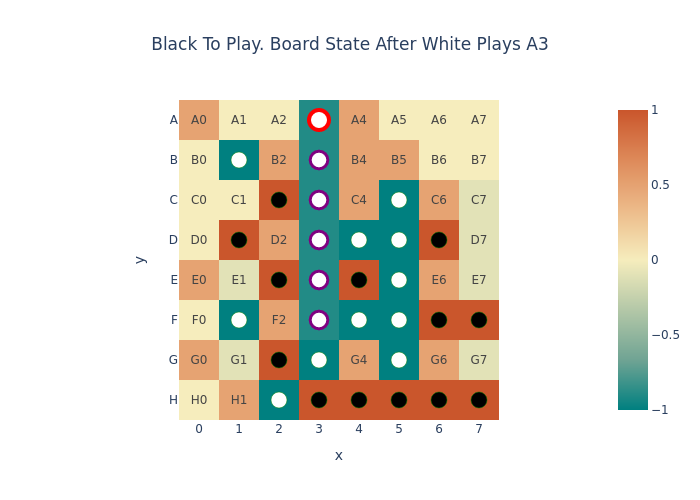 Black To Play. Board State After White Plays A3
A A0 A1 A2 A4 A5 A6 A7
B B0 B2 B4 B5 B6 B7
C C0 C1 C4 C6 C7
D D0 D2 D7
E E0 E1 E6 E7
F F0 F2
G G0 G1 G4 G6 G7
H H0 H1
0 1 2 3 4 5 6 7
x
y
1
0.5
0
−0.5
−1